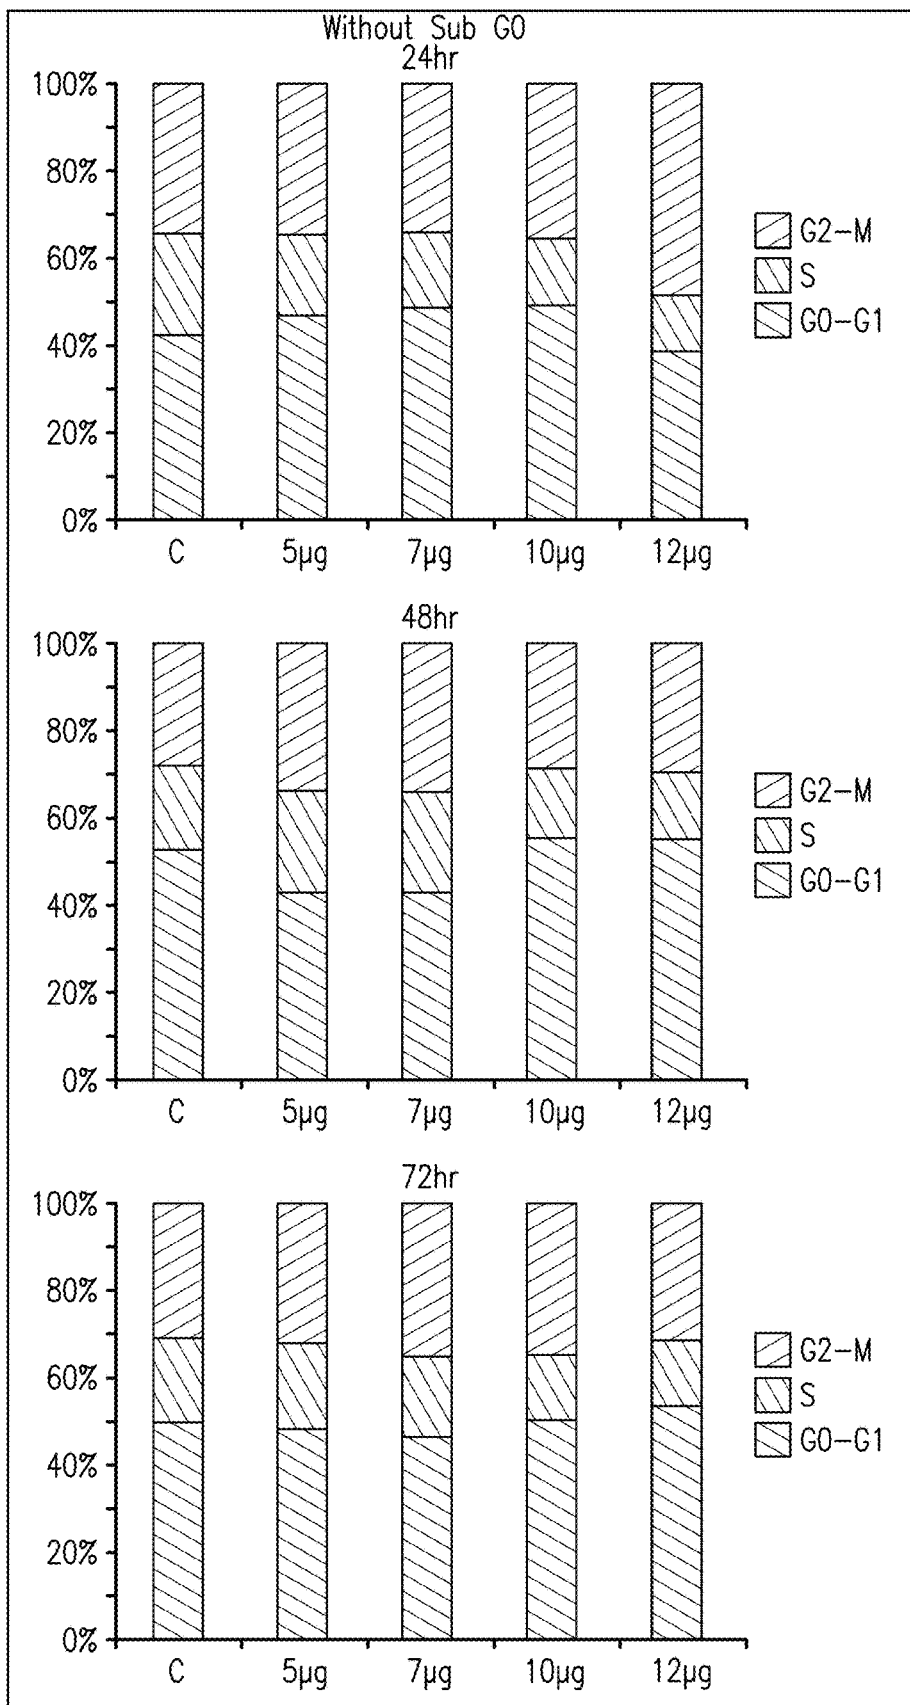 Without Sub G0
24hr
100%
80%
60%
40%
20%
0%
C 5µg 7µg 10µg 12µg
G2-M
S
G0-G1
48hr
100%
80%
60%
40%
20%
0%
C 5µg 7µg 10µg 12µg
G2-M
S
G0-G1
72hr
100%
80%
60%
40%
20%
0%
C 5µg 7µg 10µg 12µg
G2-M
S
G0-G1